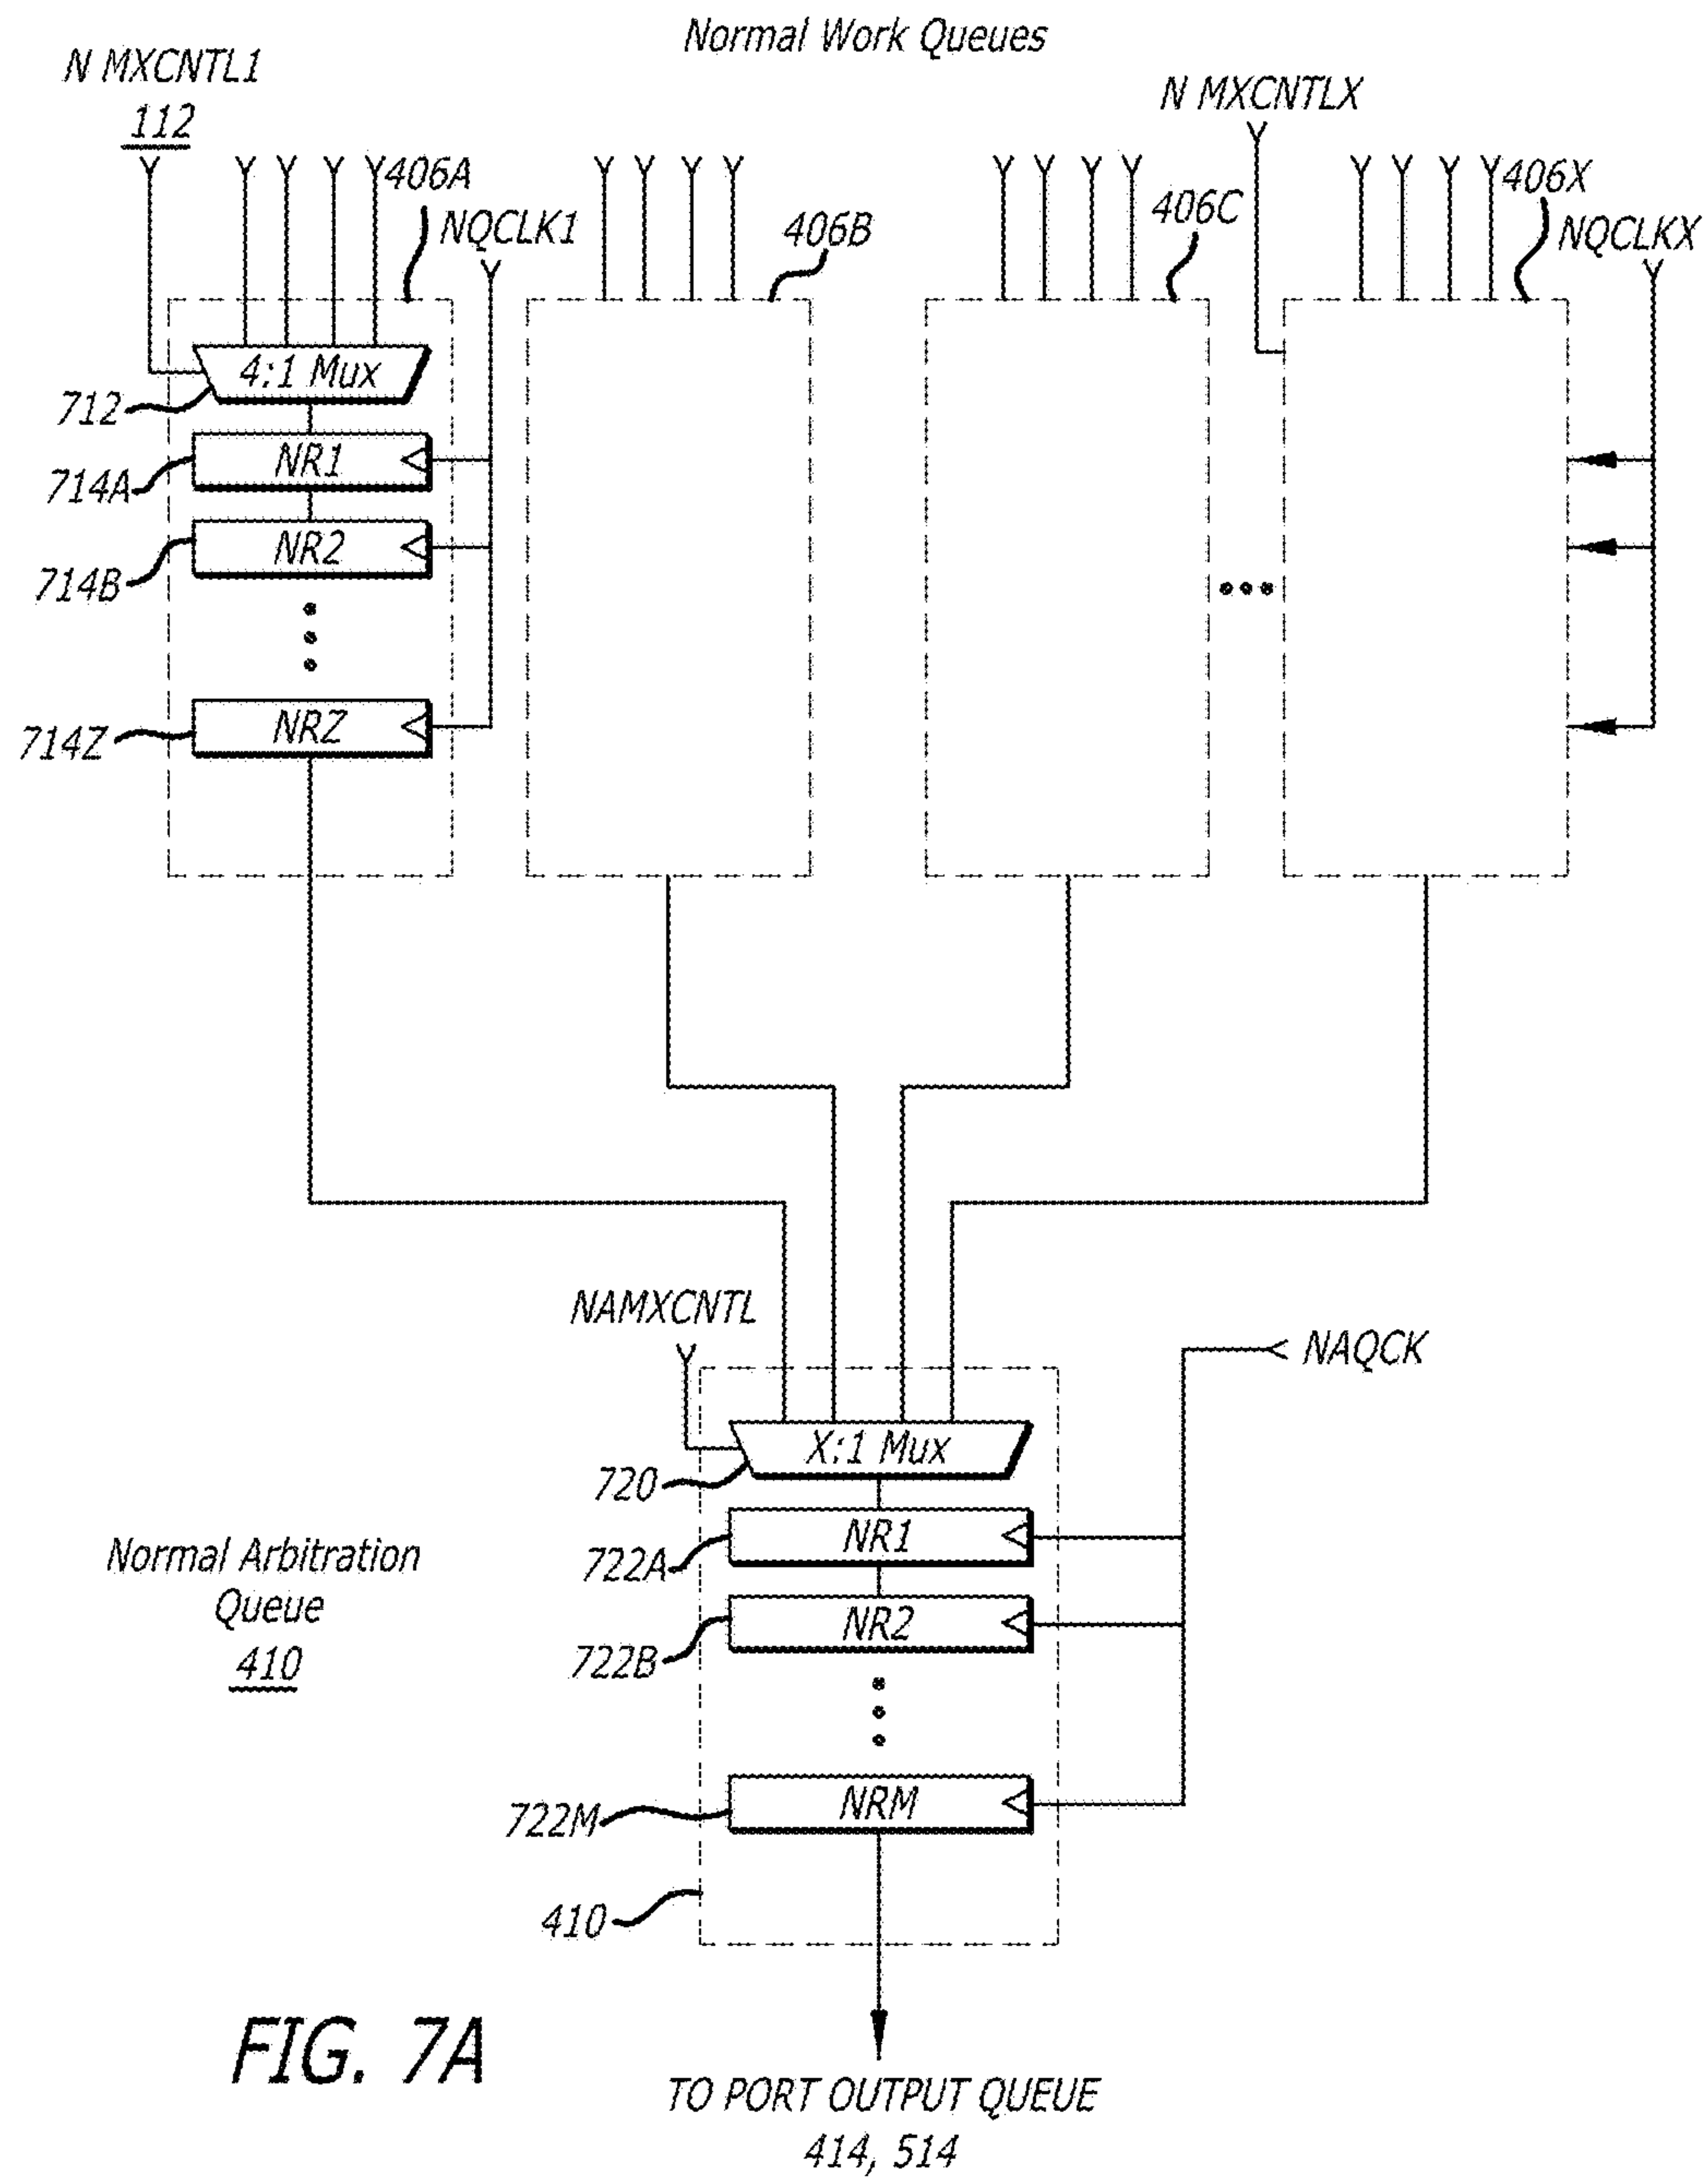 Normal Work Queues
N MXCNTL1
112
N MXCNTLX
406A
406B
406C
406X
NQCLK1
NQCLKX
4:1 Mux
712
NR1
714A
NR2
714B
NRZ
714Z
NAMXCNTL
NAQCK
X:1 Mux
720
NR1
722A
NR2
722B
Normal Arbitration
Queue
410
NRM
722M
410
FIG. 7A
TO PORT OUTPUT QUEUE
414, 514